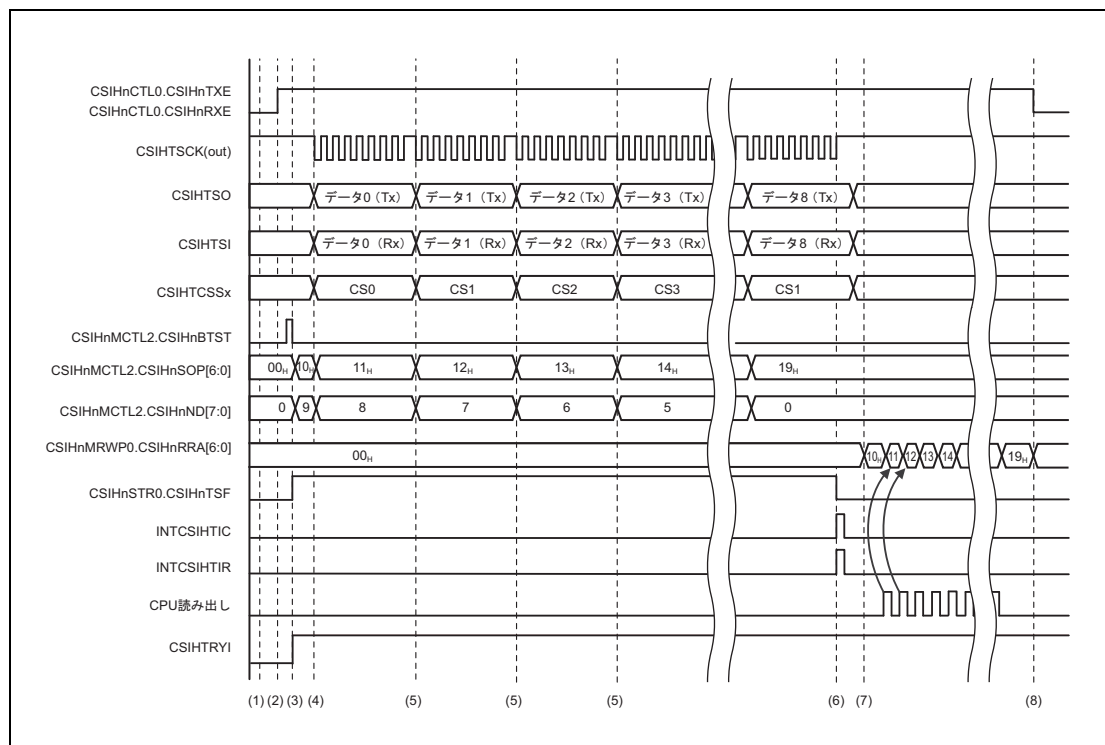 CSIHnCTL0.CSIHnTXE
CSIHnCTL0.CSIHnRXE
CSIHTSCK(out)
CSIHTSO データ0（Tx） データ1（Tx） データ2（Tx） データ3（Tx） データ8（Tx）
CSIHTSI データ0（Rx） データ1（Rx） データ2（Rx） データ3（Rx） データ8（Rx）
CSIHTCSSx CS0 CS1 CS2 CS3 CS1
CSIHnMCTL2.CSIHnBTST
CSIHnMCTL2.CSIHnSOP[6:0] 00H 10H 11H 12H 13H 14H 19H
CSIHnMCTL2.CSIHnND[7:0] 0 9 8 7 6 5 0
CSIHnMRWP0.CSIHnRRA[6:0] 00H 10H 11 12 13 14 19H
CSIHnSTR0.CSIHnTSF
INTCSIHTIC
INTCSIHTIR
CPU読み出し
CSIHTRYI
(1) (2) (3) (4) (5) (5) (5) (6) (7) (8)